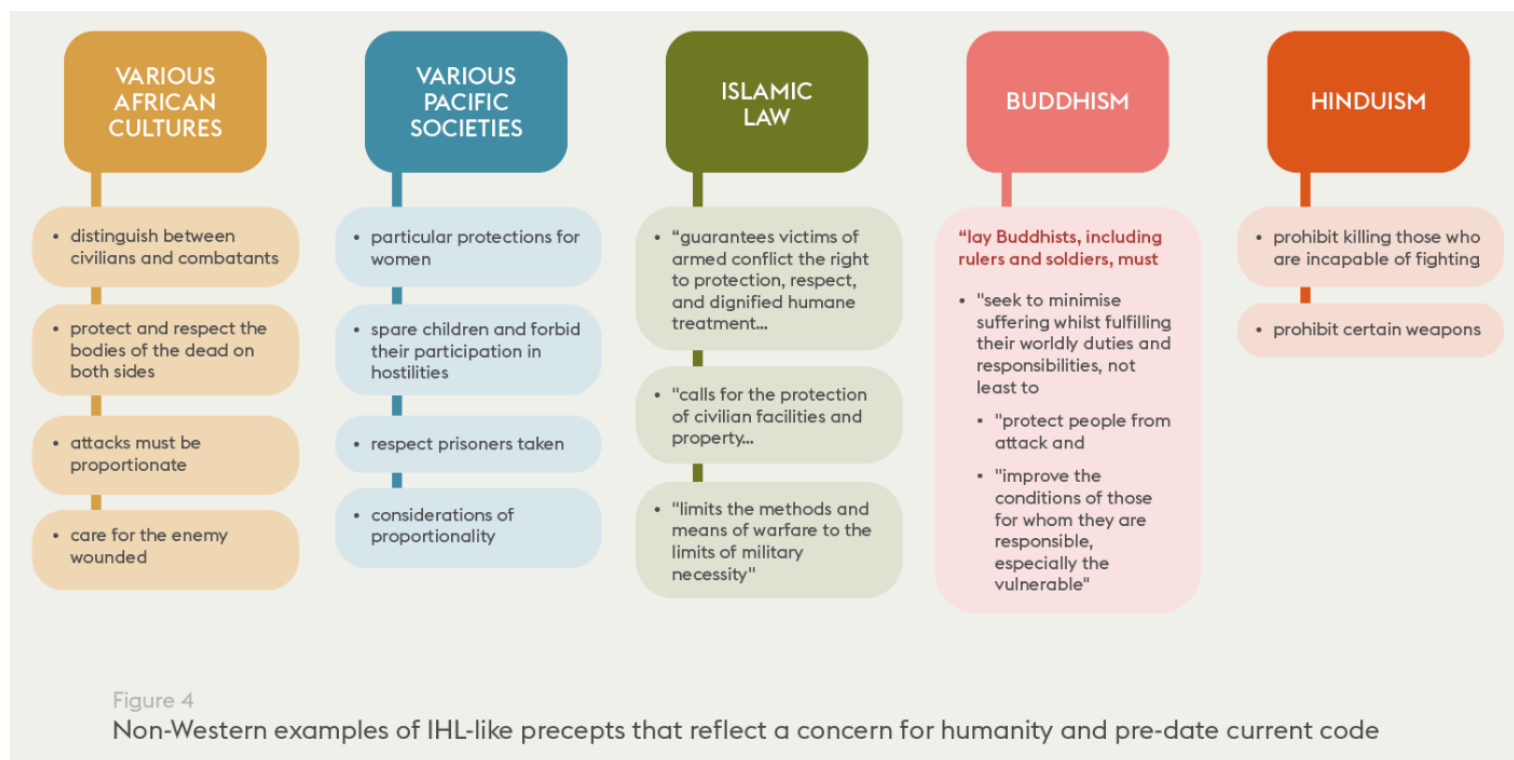 VARIOUS
AFRICAN
CULTURES
• distinguish between
civilians and combatants
• protect and respect the
bodies of the dead on
both sides
• attacks must be
proportionate
• care for the enemy
wounded
VARIOUS
PACIFIC
SOCIETIES
• particular protections for
women
• spare children and forbid
their participation in
hostilities
• respect prisoners taken
• considerations of
proportionality
ISLAMIC
LAW
• “guarantees victims of
armed conflict the right
to protection, respect,
and dignified humane
treatment...
• "calls for the protection
of civilian facilities and
property...
• "limits the methods and
means of warfare to the
limits of military
necessity"
BUDDHISM
“lay Buddhists, including
rulers and soldiers, must
• "seek to minimise
suffering whilst fulfilling
their worldly duties and
responsibilities, not
least to
▪ "protect people from
attack and
▪ "improve the
conditions of those
for whom they are
responsible,
especially the
vulnerable"
HINDUISM
• prohibit killing those who
are incapable of fighting
• prohibit certain weapons
Figure 4
Non-Western examples of IHL-like precepts that reflect a concern for humanity and pre-date current code